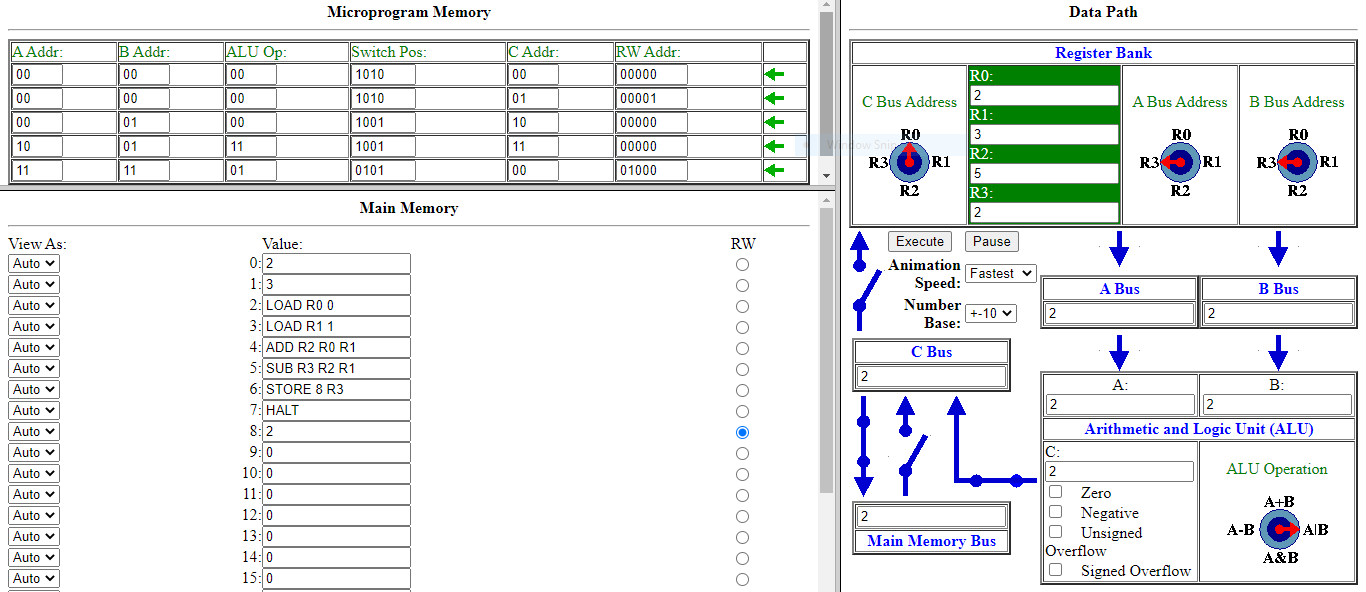 Microprogram Memory
A Addr: B Addr: ALU Op: Switch Pos: C Addr: RW Addr:
00 00 00 1010 00 00000
00 00 00 1010 01 00001
00 01 00 1001 10 00000
10 01 11 1001 11 00000
11 11 01 0101 00 01000
Main Memory
View As: Value: RW
Auto 0: 2
Auto 1: 3
Auto 2: LOAD R0 0
Auto 3: LOAD R1 1
Auto 4: ADD R2 R0 R1
Auto 5: SUB R3 R2 R1
Auto 6: STORE 8 R3
Auto 7: HALT
Auto 8: 2
Auto 9: 0
Auto 10: 0
Auto 11: 0
Auto 12: 0
Auto 13: 0
Auto 14: 0
Auto 15: 0
Data Path
Register Bank
C Bus Address
R0
R3 R1
R2
R0:
2
R1:
3
R2:
5
R3:
2
A Bus Address
R0
R3 R1
R2
B Bus Address
R0
R3 R1
R2
Execute Pause
Animation Speed: Fastest
Number Base: +-10
A Bus
2
B Bus
2
C Bus
2
A: B:
2 2
Arithmetic and Logic Unit (ALU)
C:
2
Zero
Negative
Unsigned
Overflow
Signed Overflow
ALU Operation
A+B
A-B A|B
A&B
2
Main Memory Bus
Window Snip